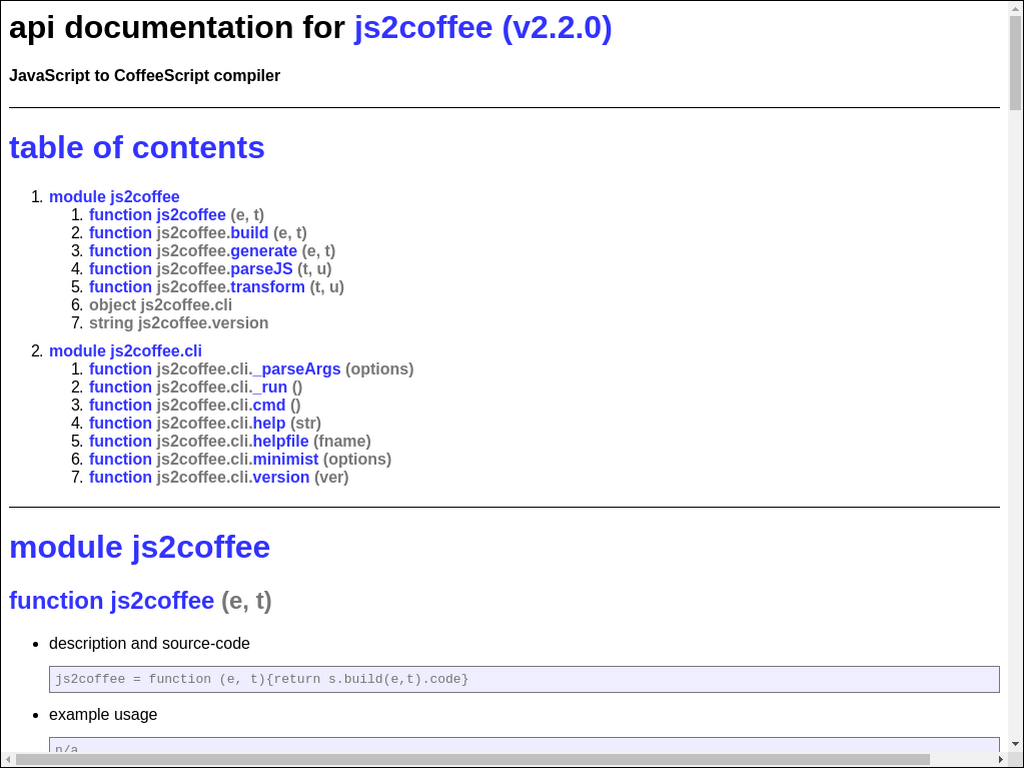 api documentation for js2coffee (v2.2.0)
JavaScript to CoffeeScript compiler
table of contents
1. module js2coffee
1. function js2coffee (e, t)
2. function js2coffee.build (e, t)
3. function js2coffee.generate (e, t)
4. function js2coffee.parseJS (t, u)
5. function js2coffee.transform (t, u)
6. object js2coffee.cli
7. string js2coffee.version
2. module js2coffee.cli
1. function js2coffee.cli._parseArgs (options)
2. function js2coffee.cli._run ()
3. function js2coffee.cli.cmd ()
4. function js2coffee.cli.help (str)
5. function js2coffee.cli.helpfile (fname)
6. function js2coffee.cli.minimist (options)
7. function js2coffee.cli.version (ver)
module js2coffee
function js2coffee (e, t)
• description and source-code
js2coffee = function (e, t){return s.build(e,t).code}
• example usage
n/a